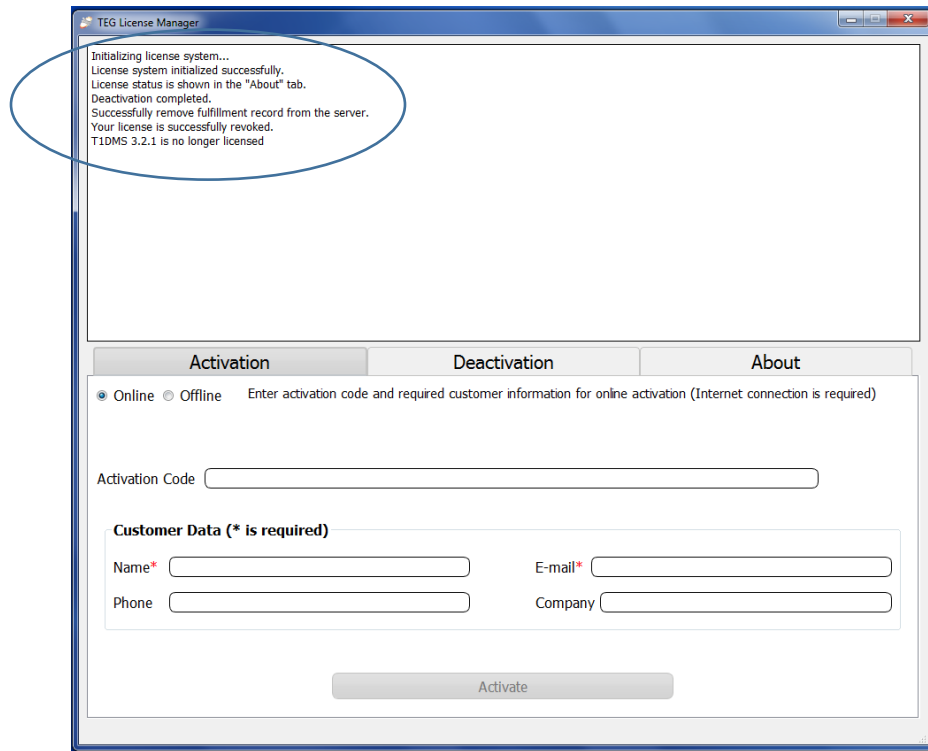 TEG License Manager
Initializing license system...
License system initialized successfully.
License status is shown in the "About" tab.
Deactivation completed.
Successfully remove fulfillment record from the server.
Your license is successfully revoked.
T1DMS 3.2.1 is no longer licensed
Activation Deactivation About
Online Offline Enter activation code and required customer information for online activation (Internet connection is required)
Activation Code
Customer Data (* is required)
Name* E-mail*
Phone Company
Activate